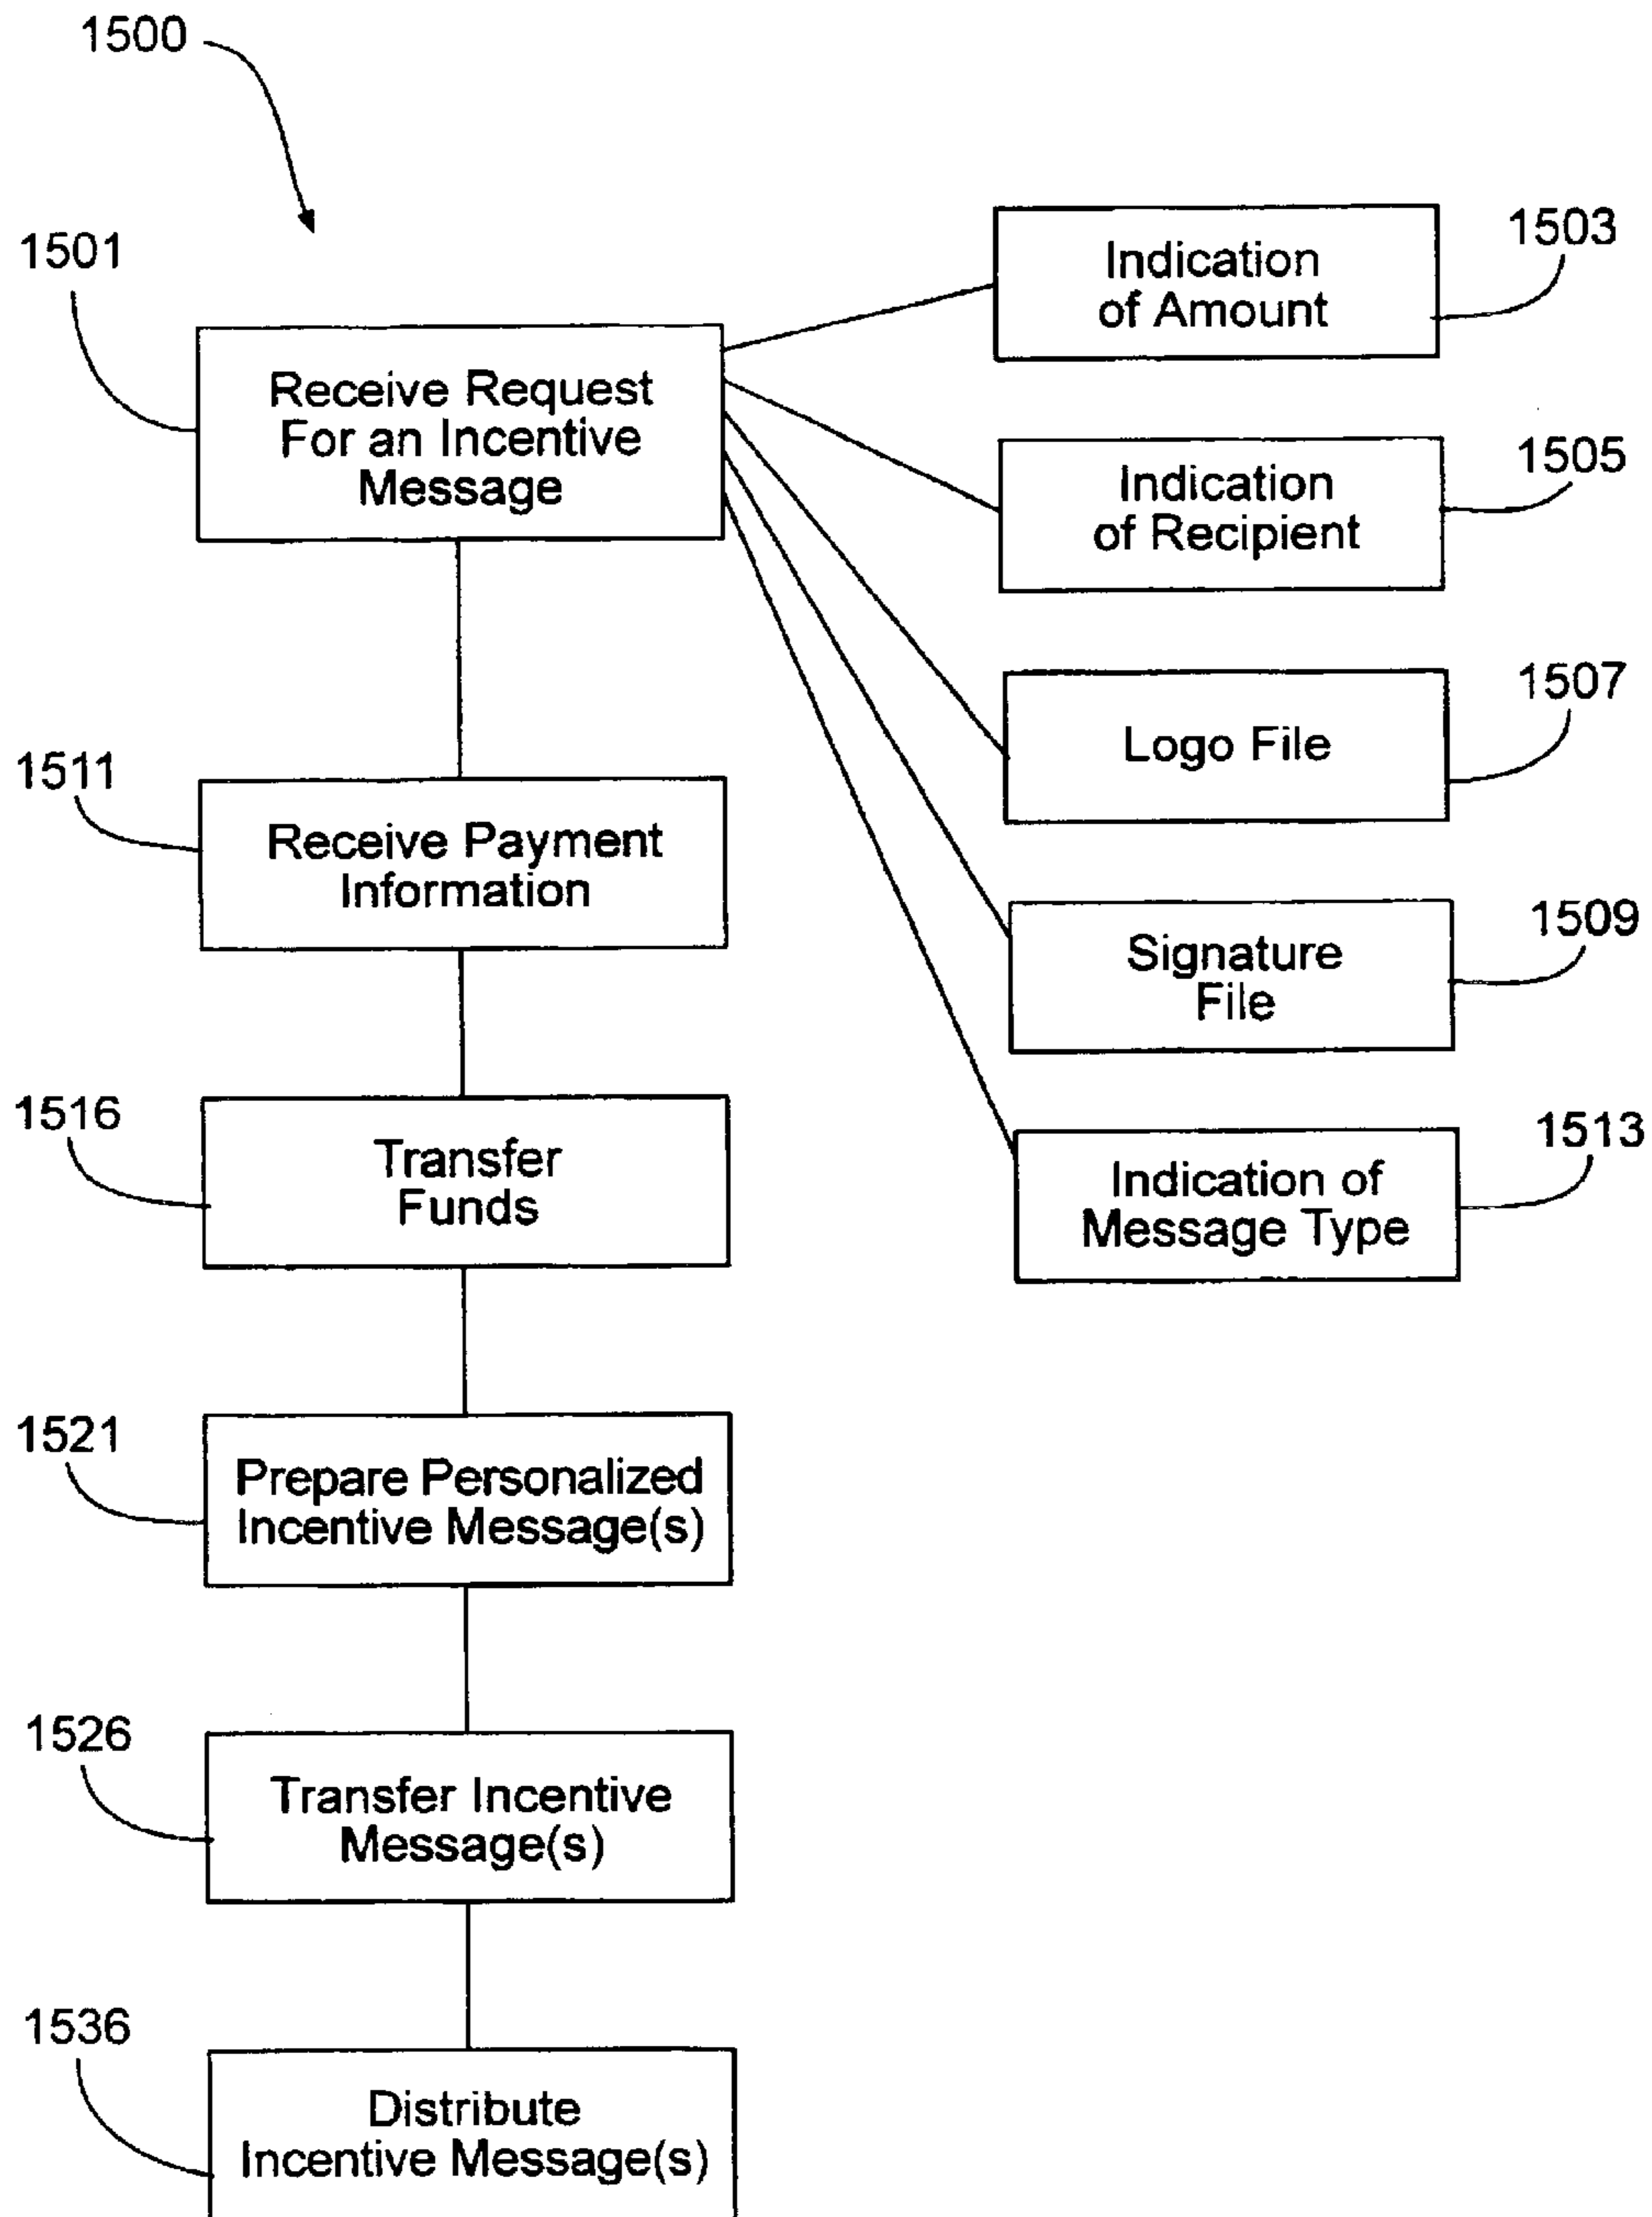 1500
1501
Receive Request
For an Incentive
Message
1503
Indication
of Amount
1505
Indication
of Recipient
1507
Logo File
1509
Signature
File
1513
Indication of
Message Type
1511
Receive Payment
Information
1516
Transfer
Funds
1521
Prepare Personalized
Incentive Message(s)
1526
Transfer Incentive
Message(s)
1536
Distribute
Incentive Message(s)